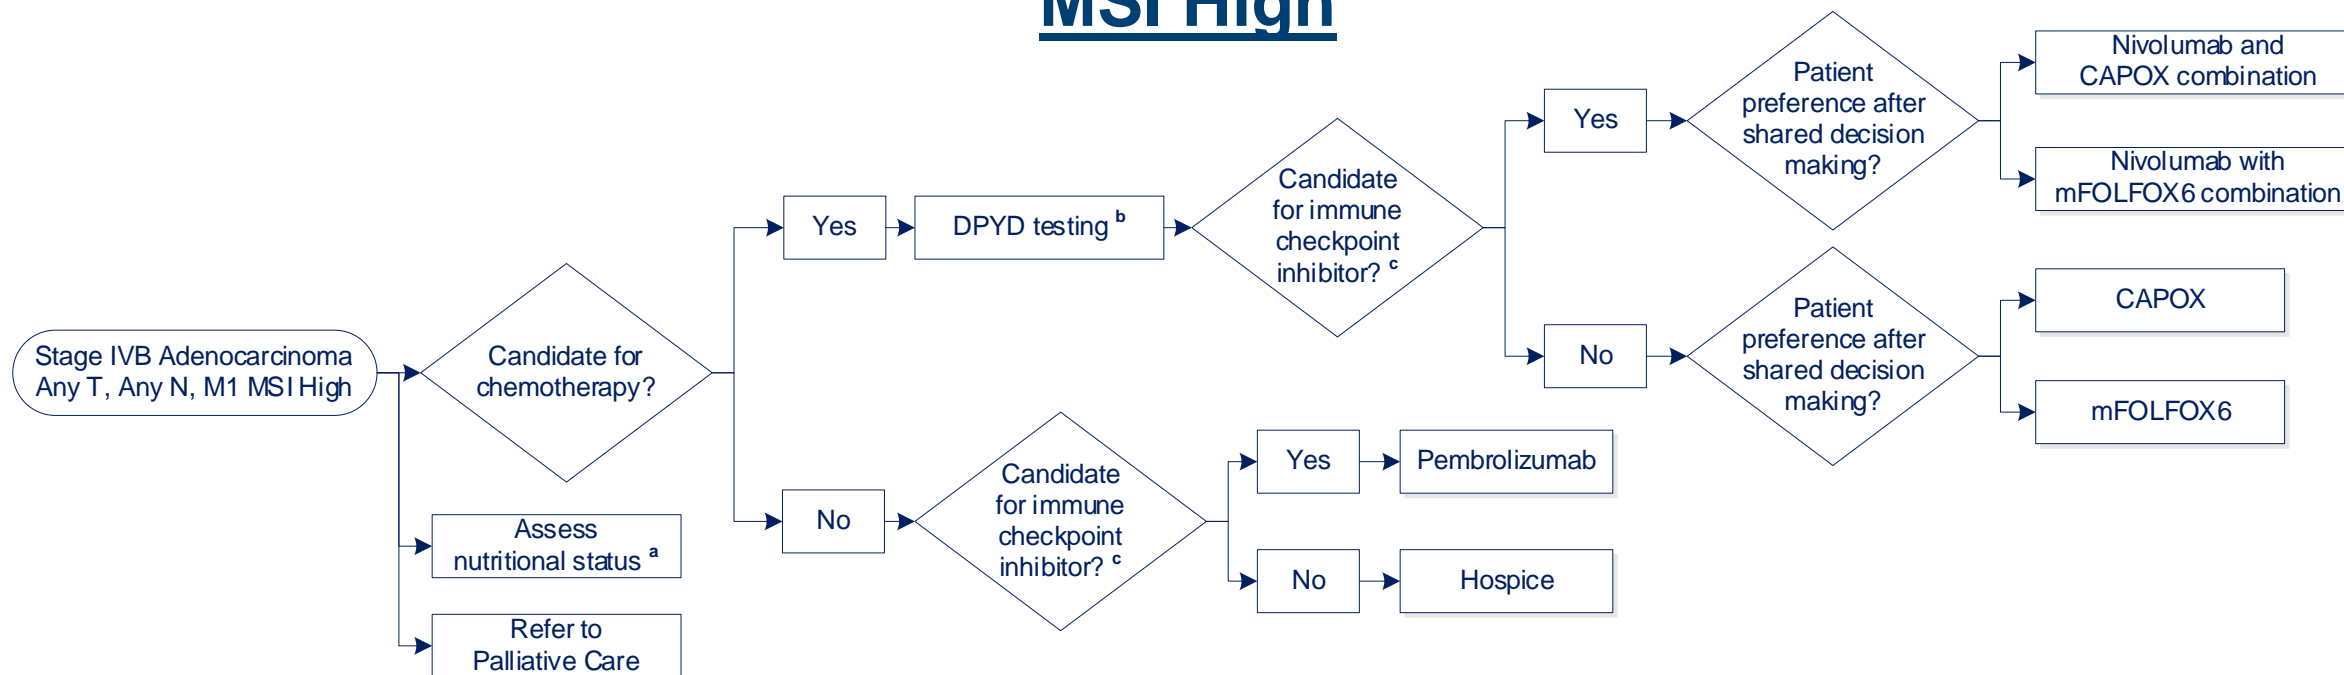 MSI High
Stage IVB Adenocarcinoma
Any T, Any N, M1 MSI High
Candidate for
chemotherapy?
Assess
nutritional status a
Refer to
Palliative Care
Yes
DPYD testing b
Candidate
for immune
checkpoint
inhibitor? c
Yes
Patient
preference after
shared decision
making?
Nivolumab and
CAPOX combination
Nivolumab with
mFOLFOX6 combination
No
Patient
preference after
shared decision
making?
CAPOX
mFOLFOX6
No
Candidate
for immune
checkpoint
inhibitor? c
Yes
Pembrolizumab
No
Hospice